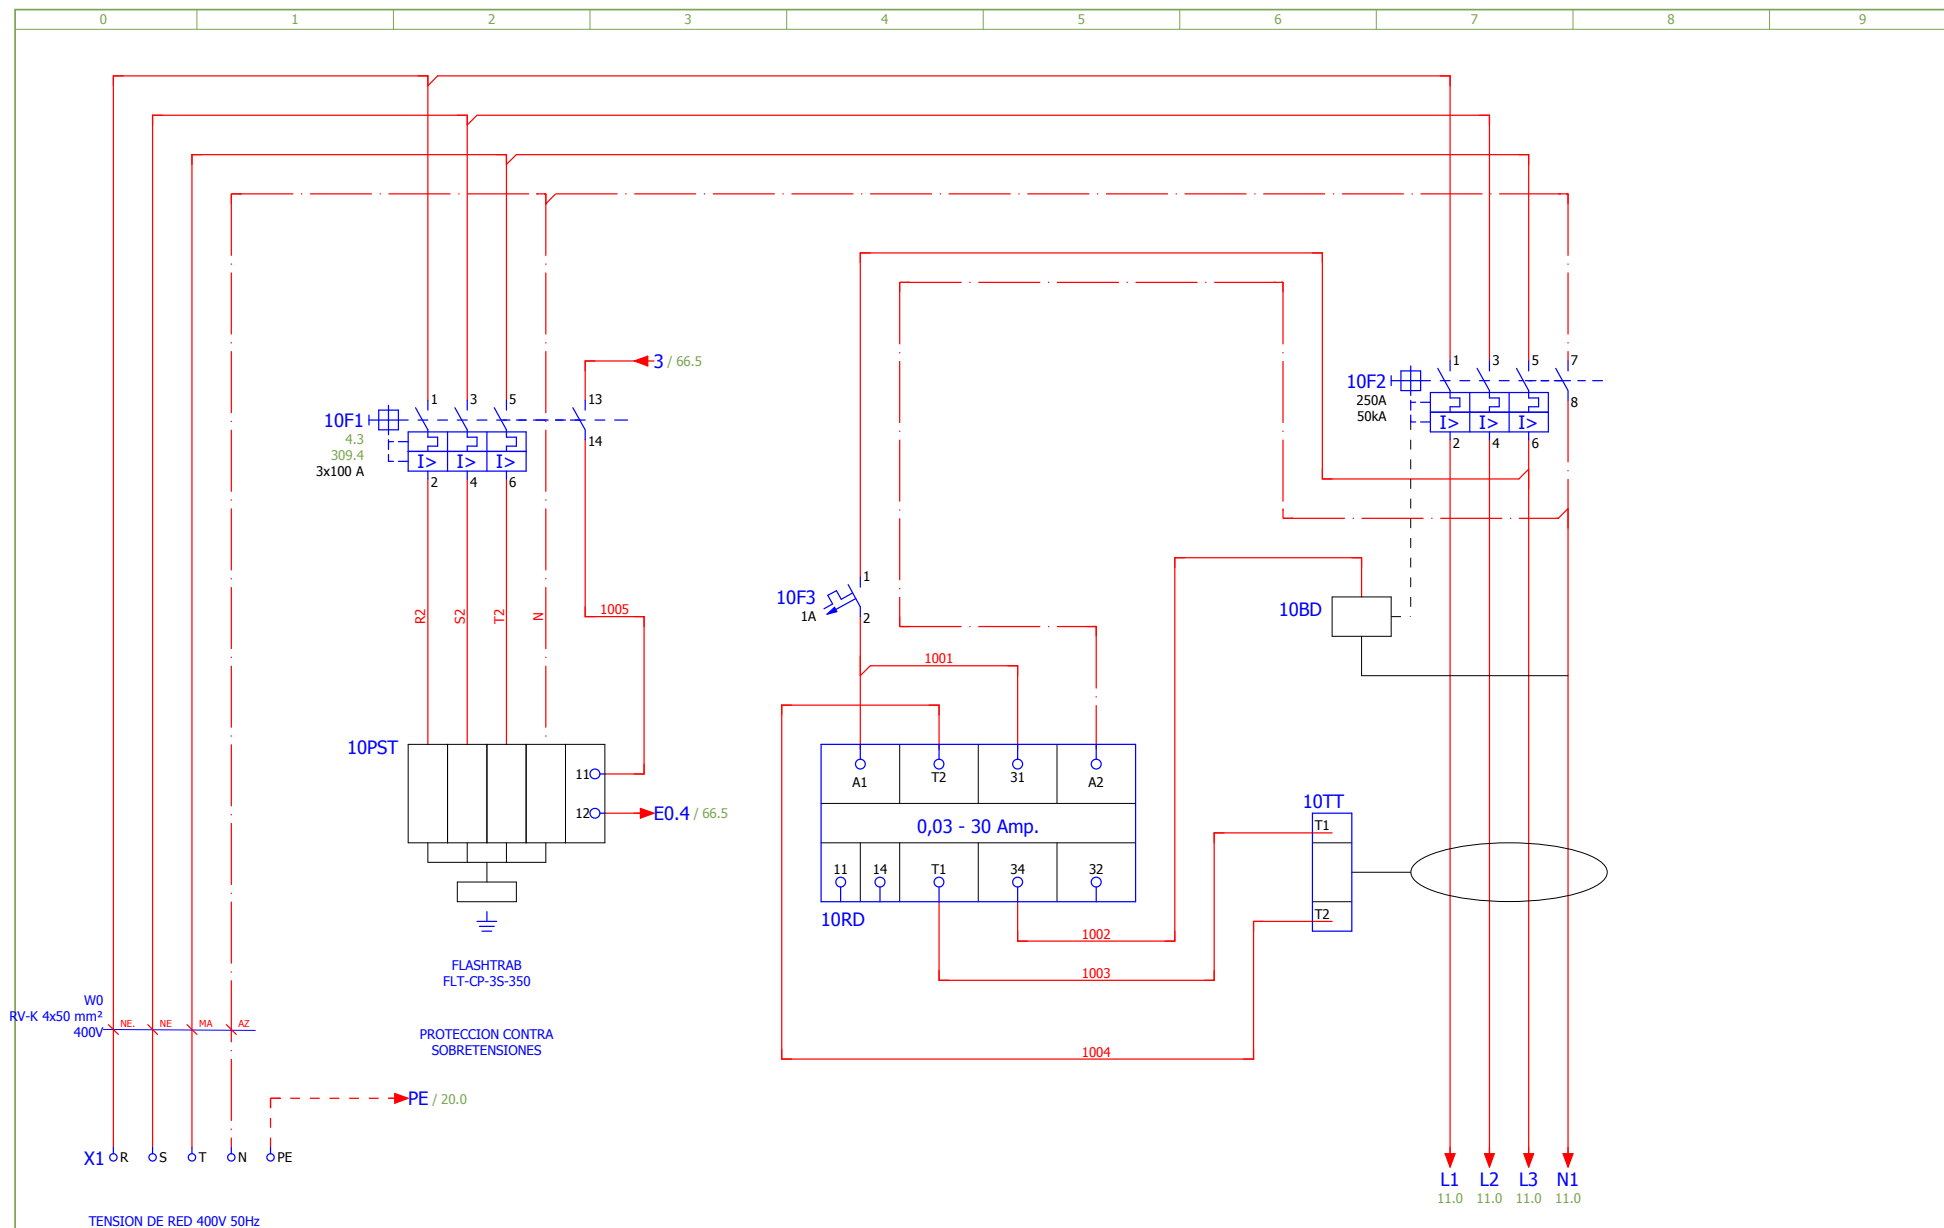 0 1 2 3 4 5 6 7 8 9
3 / 66.5
1 3 5 7
10F2
250A
50kA
8
2 4 6
1 3 5 13
10F1
4.3
309.4
3x100 A
14
2 4 6
I> I> I>
I> I> I>
R2 S2 T2 N
1005
10F3
1A
1
2
10BD
1001
10PST
11
12
E0.4 / 66.5
A1 T2 31 A2
0,03 - 30 Amp.
11 14 T1 34 32
10RD
10TT
T1
T2
1002
1003
1004
FLASHTRAB
FLT-CP-3S-350
PROTECCION CONTRA
SOBRETENSIONES
W0
RV-K 4x50 mm²
400V
NE. NE MA AZ
PE / 20.0
X1 R S T N PE
L1 L2 L3 N1
11.0 11.0 11.0 11.0
TENSION DE RED 400V 50Hz